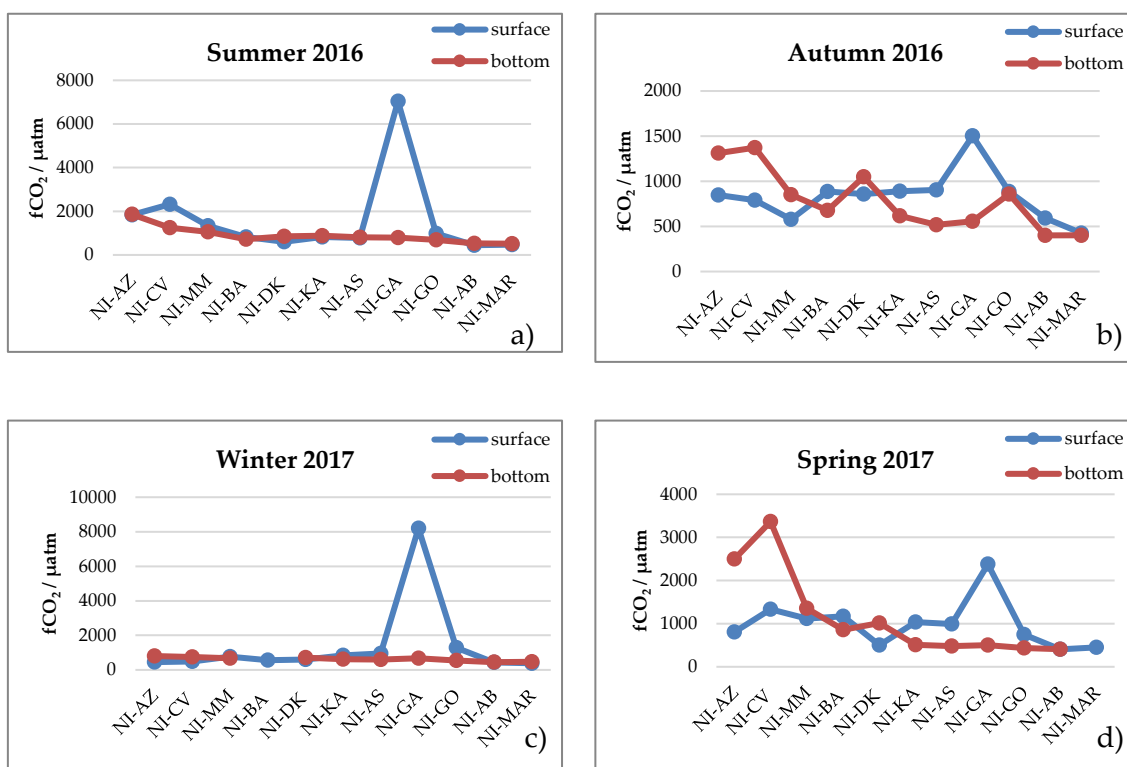 surface
Summer 2016
bottom
8000
6000
4000
2000
0
fCO₂ / μatm
NI-AZ
NI-CV
NI-MM
NI-BA
NI-DK
NI-KA
NI-AS
NI-GA
NI-GO
NI-AB
NI-MAR
a)
surface
Autumn 2016
bottom
2000
1500
1000
500
0
fCO₂ / μatm
NI-AZ
NI-CV
NI-MM
NI-BA
NI-DK
NI-KA
NI-AS
NI-GA
NI-GO
NI-AB
NI-MAR
b)
surface
Winter 2017
bottom
10000
8000
6000
4000
2000
0
fCO₂ / μatm
NI-AZ
NI-CV
NI-MM
NI-BA
NI-DK
NI-KA
NI-AS
NI-GA
NI-GO
NI-AB
NI-MAR
c)
surface
Spring 2017
bottom
4000
3000
2000
1000
0
fCO₂ / μatm
NI-AZ
NI-CV
NI-MM
NI-BA
NI-DK
NI-KA
NI-AS
NI-GA
NI-GO
NI-AB
NI-MAR
d)